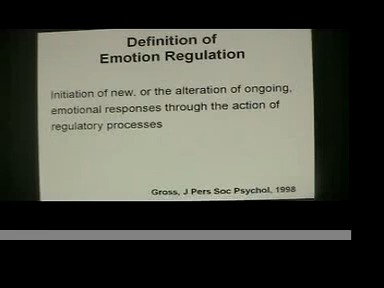 Definition of
Emotion Regulation
Initiation of new, or the alteration of ongoing,
emotional responses through the action of
regulatory processes
Gross, J Pers Soc Psychol, 1998